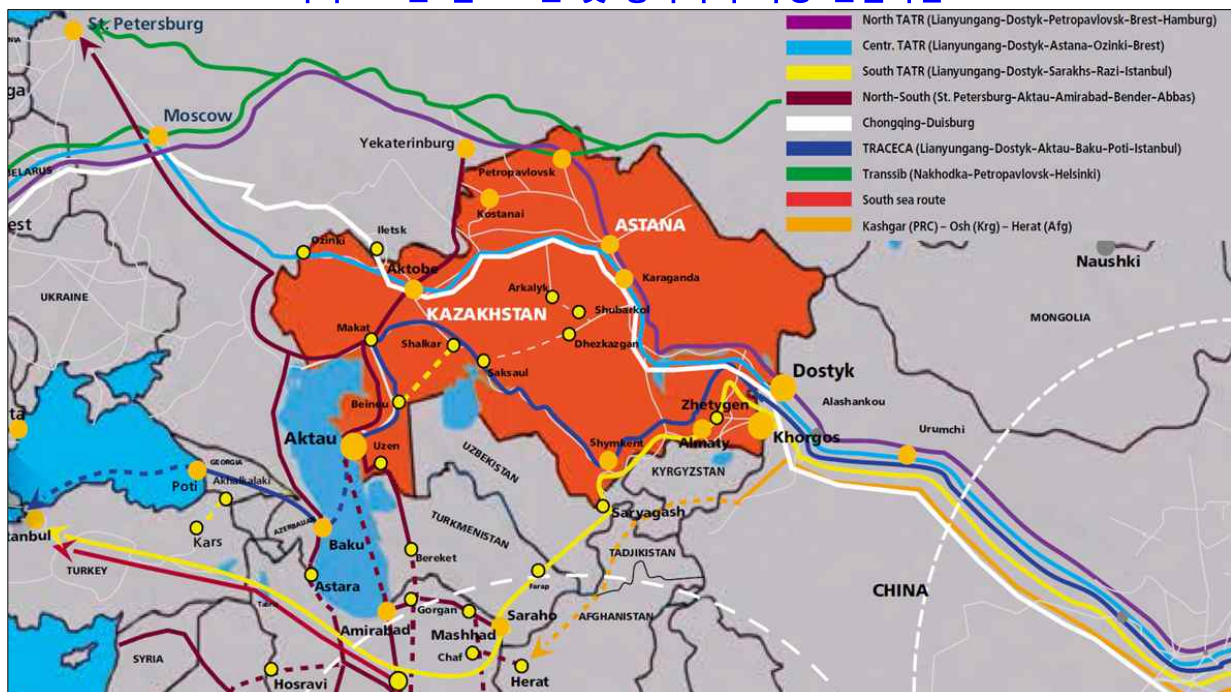 North TATR (Lianyungang–Dostyk–Petropavlovsk–Brest–Hamburg)
Centr. TATR (Lianyungang–Dostyk–Astana–Ozinki–Brest)
South TATR (Lianyungang–Dostyk–Sarakhs–Razi–Istanbul)
North–South (St. Petersburg–Aktau–Amirabad–Bender–Abbas)
Chongqing–Duisburg
TRACECA (Lianyungang–Dostyk–Aktau–Baku–Poti–Istanbul)
Transsib (Nakhodka–Petropavlovsk–Helsinki)
South sea route
Kashgar (PRC) – Osh (Krg) – Herat (Afg)
St. Petersburg
Moscow
Yekaterinburg
Petropavlovsk
BELARUS
Kostanai
Ozinki
Iletsk
ASTANA
Naushki
Aktobe
Karaganda
Arkalyk
UKRAINE
KAZAKHSTAN
Shubarkol
MONGOLIA
Makat
Shalkar
Dhezkazgan
Saksaul
Dostyk
Beineu
Zhetygen
Alashankou
Aktau
Uzen
Shymkent
Almaty
Khorgos
Urumchi
GEORGIA
Poti
Akhalkalaki
UZBEKISTAN
KYRGYZSTAN
Saryagash
Kars
AZERBAIJAN
Baku
TURKMENISTAN
tanbul
TURKEY
Astara
Bereket
TADJIKISTAN
Farap
CHINA
Amirabad
Gorgan
Mashhad
Saraho
AFGHANISTAN
SYRIA
Chaf
Hosravi
Herat